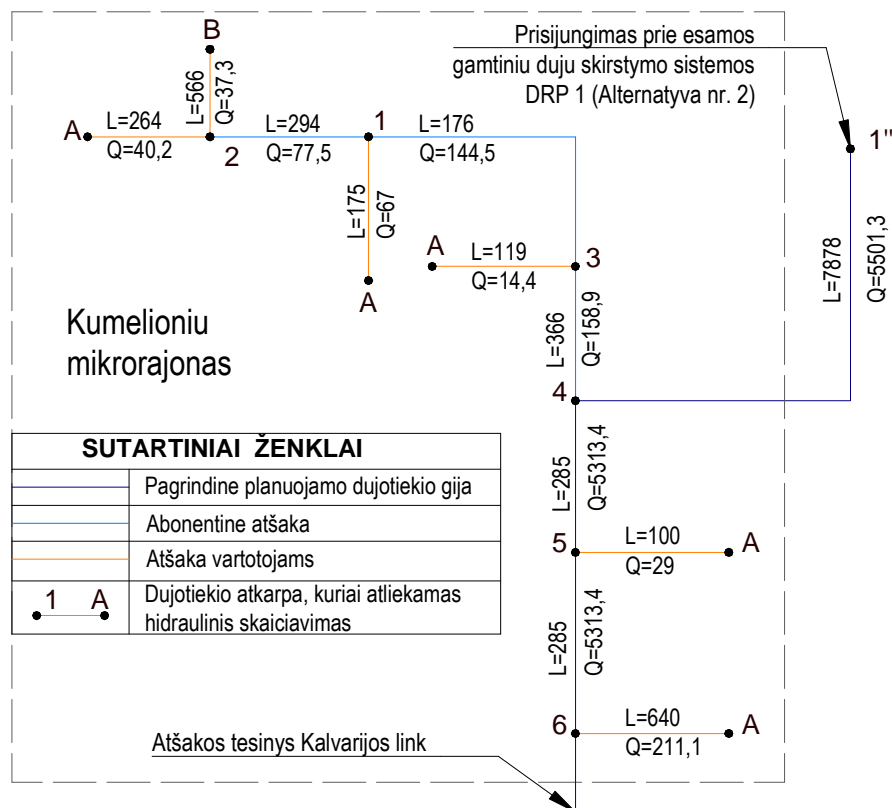 B
Prisijungimas prie esamos
gamtiniu duju skirstymo sistemos
DRP 1 (Alternatyva nr. 2)
L=566
Q=37,3
A
L=264
Q=40,2
2
L=294
Q=77,5
1
L=176
Q=144,5
1"
L=175
Q=67
A
A
L=119
Q=14,4
3
L=7878
Q=5501,3
Kumelioniu
mikrorajonas
L=366
Q=158,9
4
SUTARTINIAI ŽENKLAI
Pagrindine planuojamo dujotiekio gija
Abonentine atšaka
Atšaka vartotojams
1 A
Dujotiekio atkarpa, kuriai atliekamas
hidraulinis skaiciavimas
L=285
Q=5313,4
5
L=100
Q=29
A
L=285
Q=5313,4
6
L=640
Q=211,1
A
Atšakos tesinys Kalvarijos link